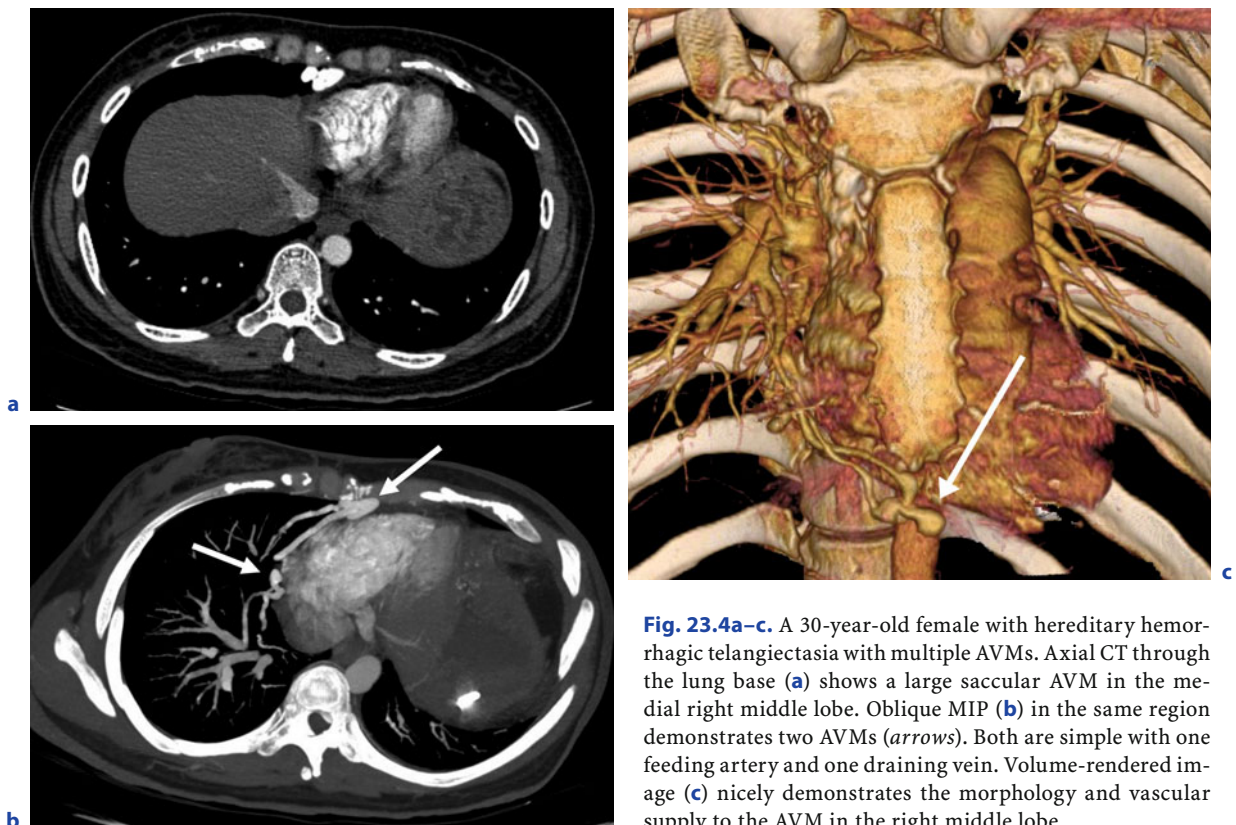 a
b
c
Fig. 23.4a–c. A 30-year-old female with hereditary hemor-
rhagic telangiectasia with multiple AVMs. Axial CT through
the lung base (a) shows a large saccular AVM in the me-
dial right middle lobe. Oblique MIP (b) in the same region
demonstrates two AVMs (arrows). Both are simple with one
feeding artery and one draining vein. Volume-rendered im-
age (c) nicely demonstrates the morphology and vascular
supply to the AVM in the right middle lobe